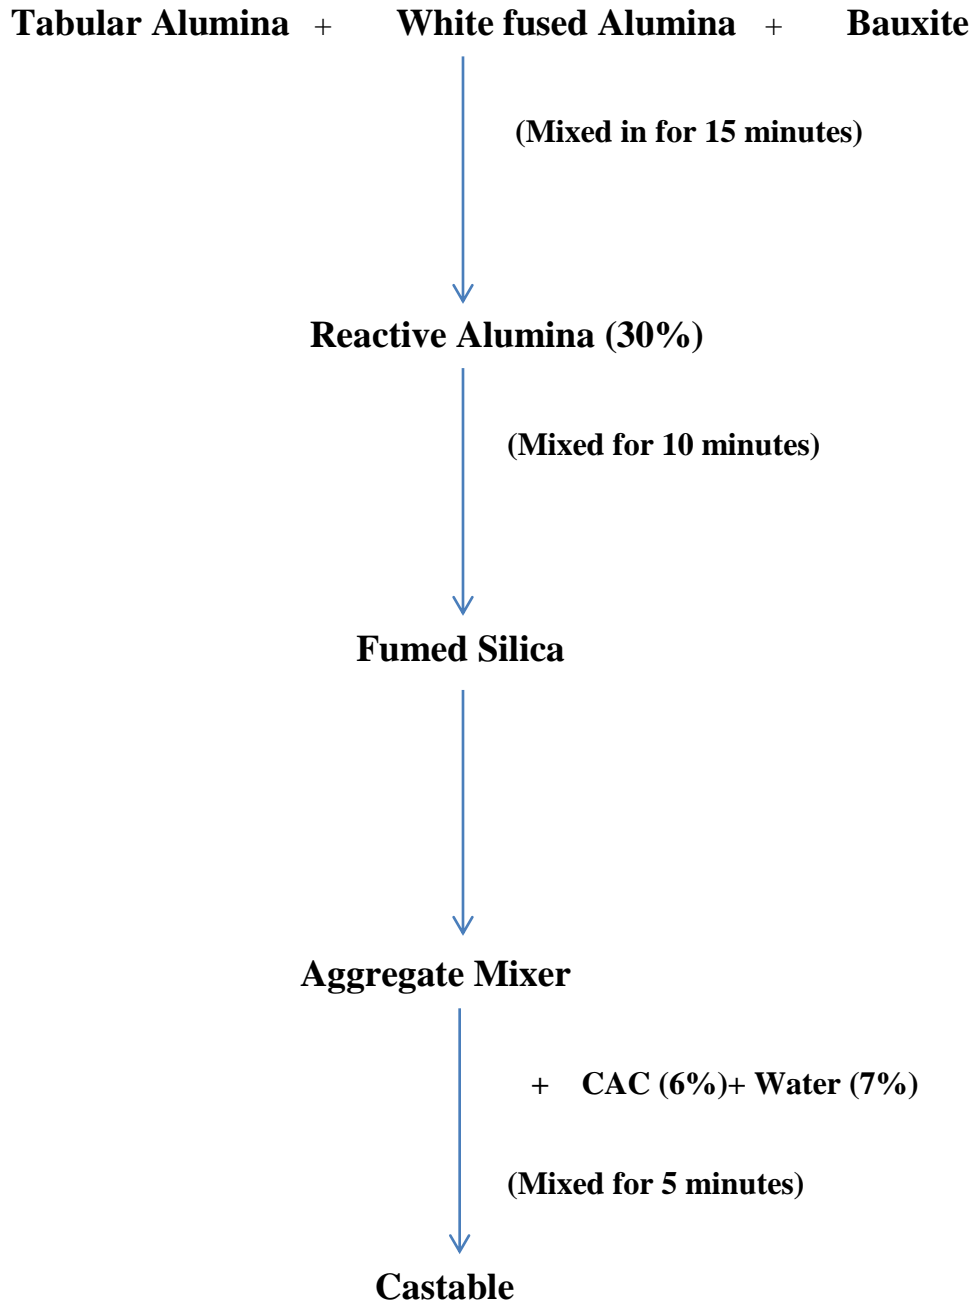 Tabular Alumina + White fused Alumina + Bauxite
(Mixed in for 15 minutes)
Reactive Alumina (30%)
(Mixed for 10 minutes)
Fumed Silica
Aggregate Mixer
+ CAC (6%)+ Water (7%)
(Mixed for 5 minutes)
Castable